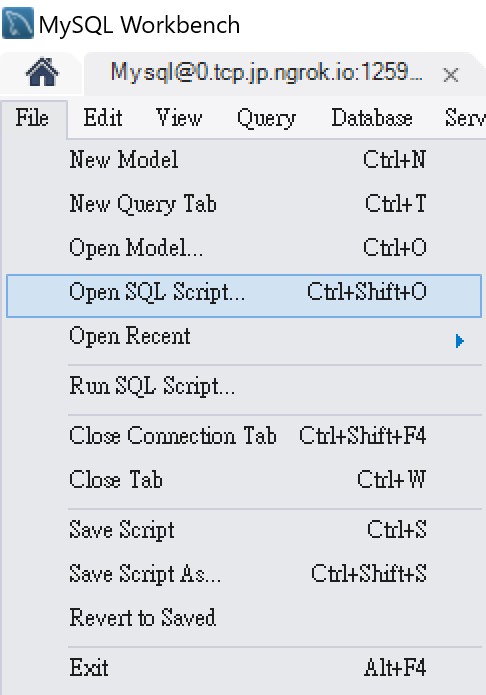 MySQL Workbench
Mysql@0.tcp.jp.ngrok.io:1259...
File Edit View Query Database Serv
New Model Ctrl+N
New Query Tab Ctrl+T
Open Model... Ctrl+O
Open SQL Script... Ctrl+Shift+O
Open Recent
Run SQL Script...
Close Connection Tab Ctrl+Shift+F4
Close Tab Ctrl+W
Save Script Ctrl+S
Save Script As... Ctrl+Shift+S
Revert to Saved
Exit Alt+F4